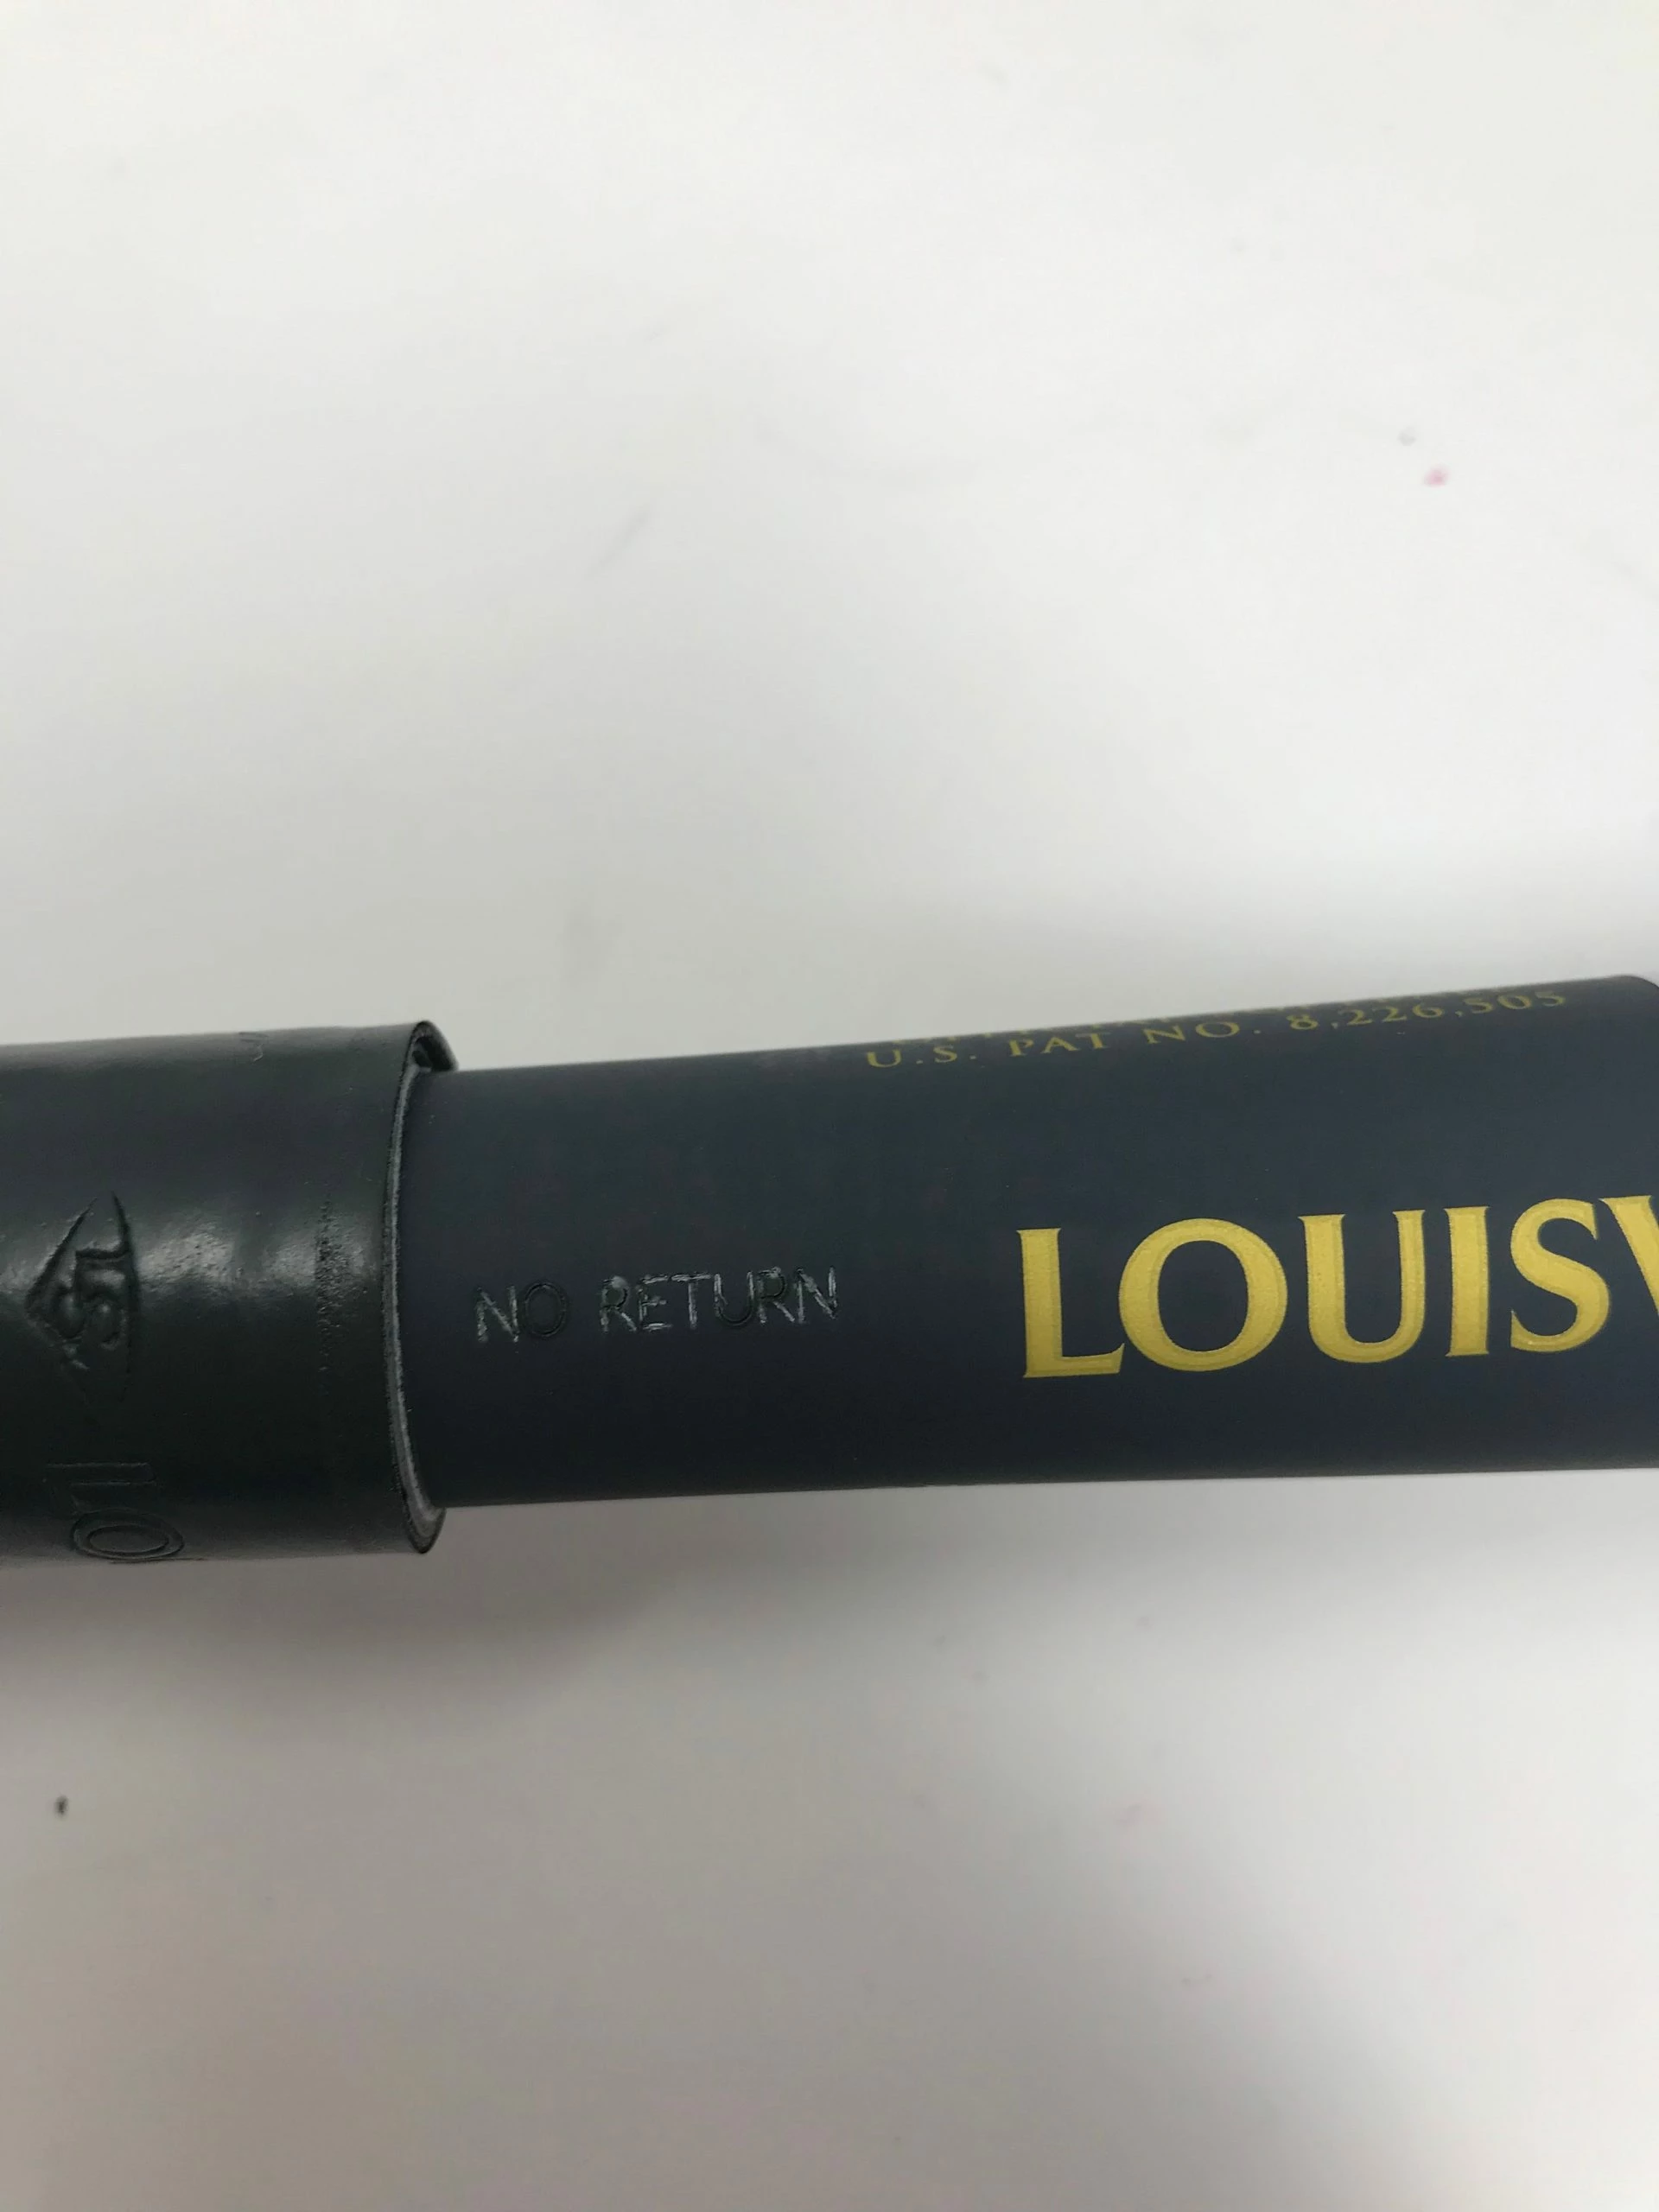 U.S. PAT NO. 8,226,505
NO RETURN
LOUISV